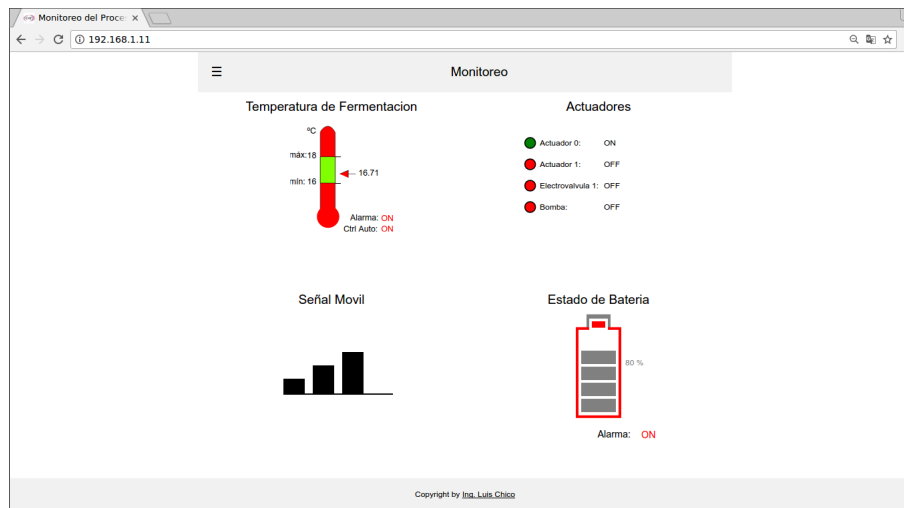 Monitoreo del Proce
192.168.1.11
Monitoreo
Temperatura de Fermentacion
ºC
máx:18
16.71
min: 16
Alarma: ON
Ctrl Auto: ON
Actuadores
Actuador 0: ON
Actuador 1: OFF
Electrovalvula 1: OFF
Bomba: OFF
Señal Movil
Estado de Bateria
80 %
Alarma: ON
Copyright by Ing. Luis Chico